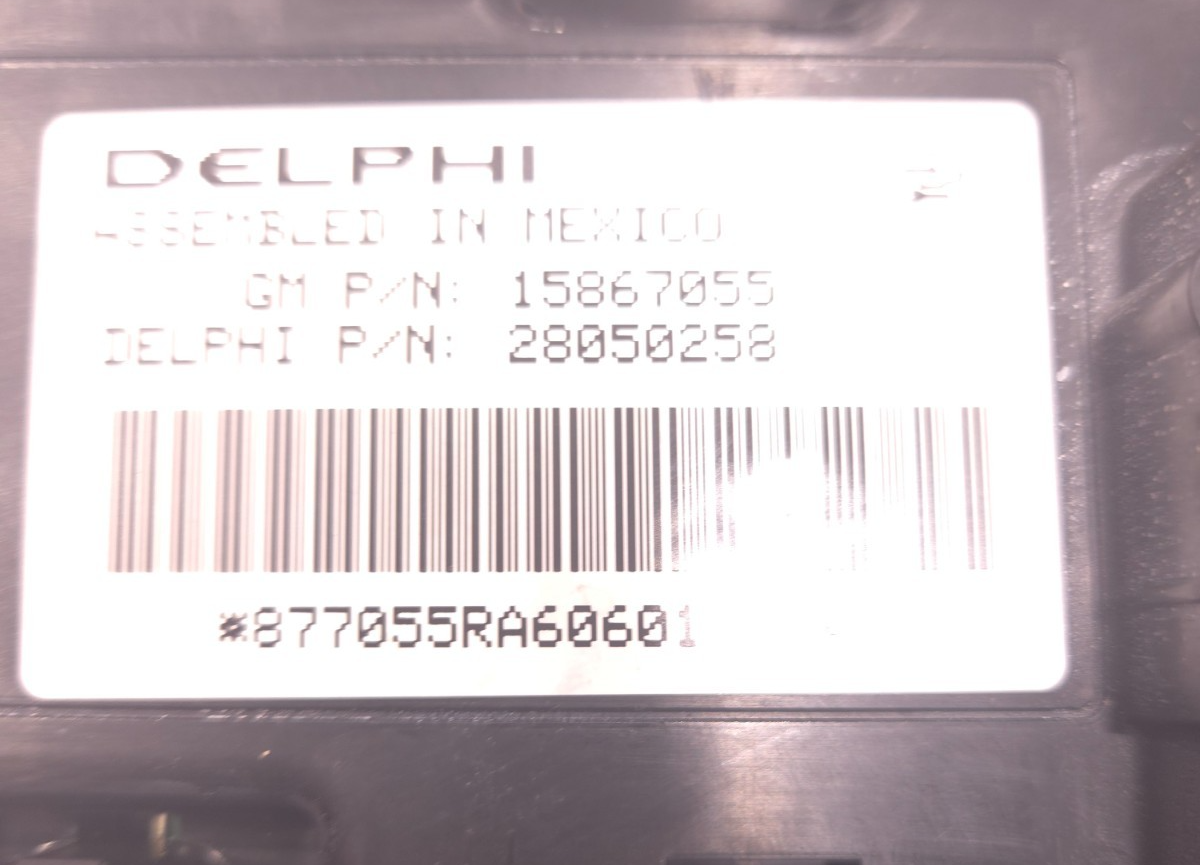 DELPHI
ASSEMBLED IN MEXICO
GM P/N: 15867055
DELPHI P/N: 28050258
*877055RA60601